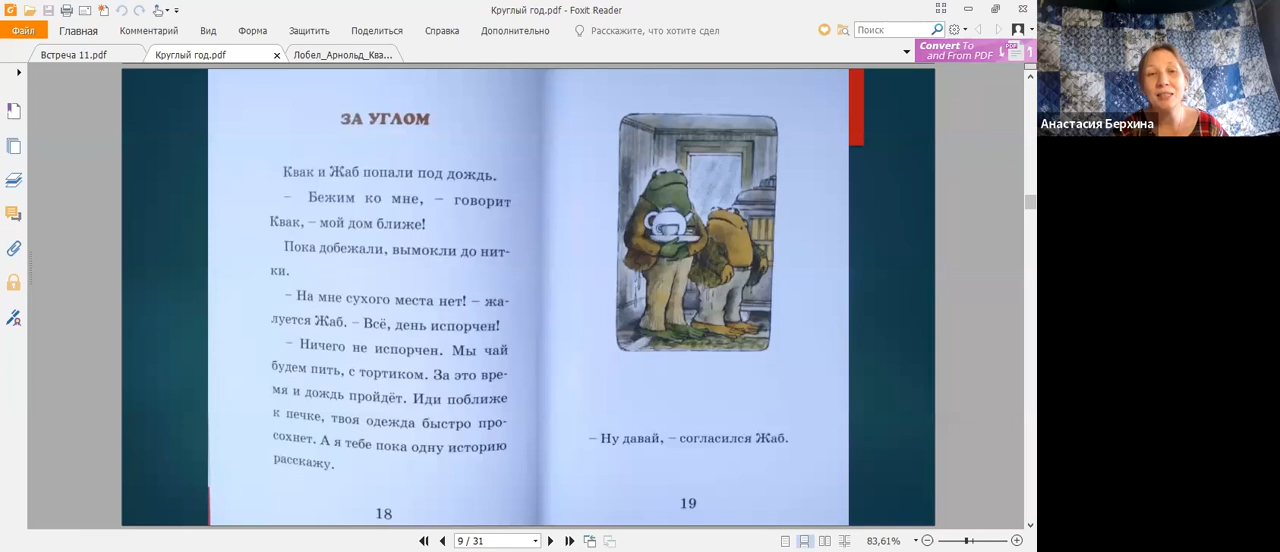 Круглый год.pdf - Foxit Reader
Файл
Главная
Комментарий
Вид
Форма
Защитить
Поделиться
Справка
Дополнительно
Расскажите, что хотите сдел
Поиск
Встреча 11.pdf
Круглый год.pdf
Лобел_Арнольд_Ква...
Convert To
and From PDF
ЗА УГЛОМ
Квак и Жаб попали под дождь.
– Бежим ко мне, – говорит
Квак, – мой дом ближе!
Пока добежали, вымокли до нит-
ки.
– На мне сухого места нет! – жа-
луется Жаб. – Всё, день испорчен!
– Ничего не испорчен. Мы чай
будем пить, с тортиком. За это вре-
мя и дождь пройдёт. Иди поближе
к печке, твоя одежда быстро про-
сохнет. А я тебе пока одну историю
расскажу.
18
– Ну давай, – согласился Жаб.
19
9 / 31
83,61%
Анастасия Берхина